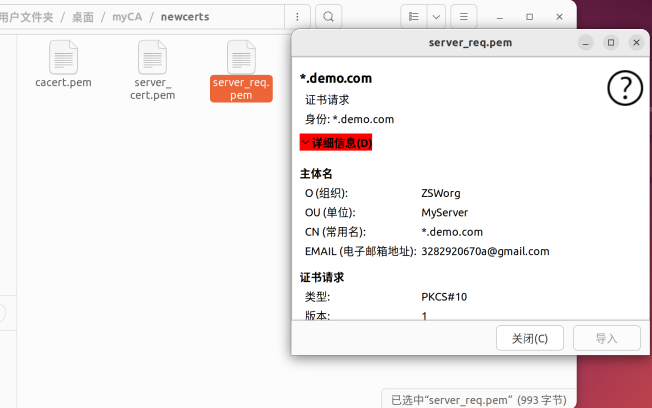 用户文件夹 / 桌面 / myCA / newcerts
cacert.pem
server_
cert.pem
server_req.
pem
server_req.pem
*.demo.com
证书请求
身份: *.demo.com
详细信息(D)
主体名
O (组织): ZSWorg
OU (单位): MyServer
CN (常用名): *.demo.com
EMAIL (电子邮箱地址): 3282920670a@gmail.com
证书请求
类型: PKCS#10
版本: 1
关闭(C) 导入
已选中“server_req.pem” (993 字节)